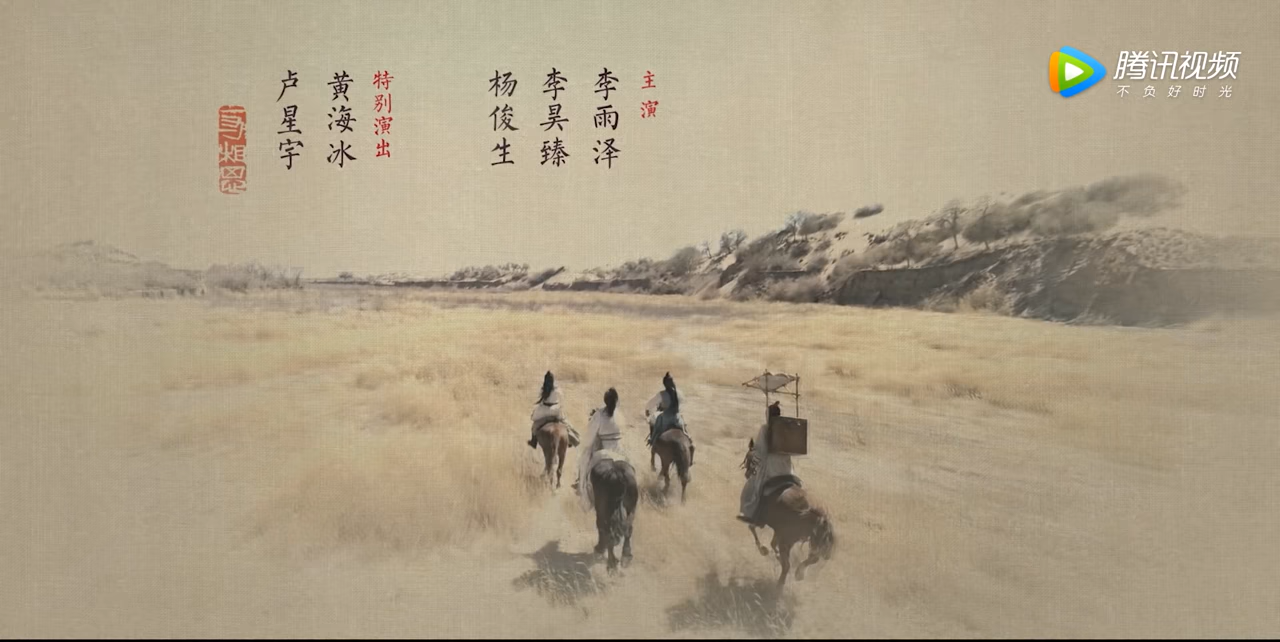 主演
李雨泽
李昊臻
杨俊生
特别演出
黄海冰
卢星宇
腾讯视频
不负好时光